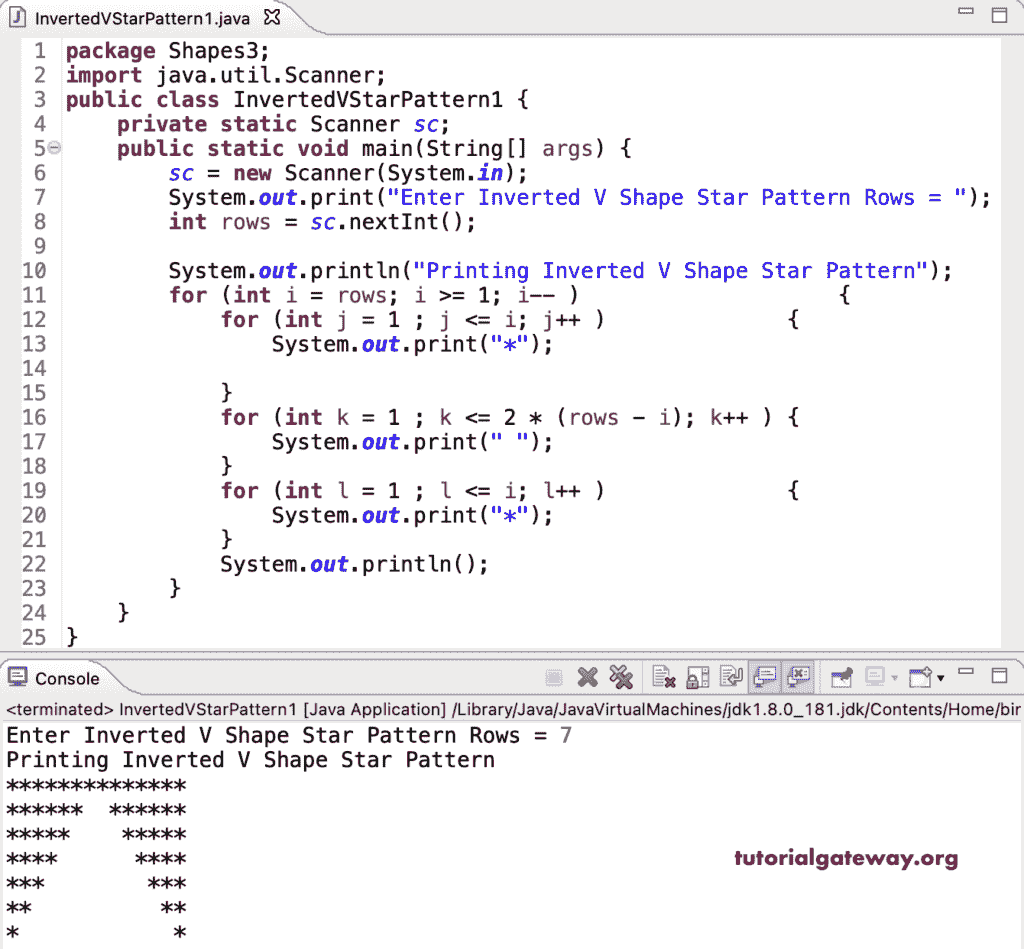 InvertedVStarPattern1.java
1 package Shapes3;
2 import java.util.Scanner;
3 public class InvertedVStarPattern1 {
4     private static Scanner sc;
5     public static void main(String[] args) {
6         sc = new Scanner(System.in);
7         System.out.print("Enter Inverted V Shape Star Pattern Rows = ");
8         int rows = sc.nextInt();
9
10         System.out.println("Printing Inverted V Shape Star Pattern");
11         for (int i = rows; i >= 1; i-- )                    {
12             for (int j = 1 ; j <= i; j++ )              {
13                 System.out.print("*");
14
15             }
16             for (int k = 1 ; k <= 2 * (rows - i); k++ ) {
17                 System.out.print(" ");
18             }
19             for (int l = 1 ; l <= i; l++ )              {
20                 System.out.print("*");
21             }
22             System.out.println();
23         }
24     }
25 }
Console
<terminated> InvertedVStarPattern1 [Java Application] /Library/Java/JavaVirtualMachines/jdk1.8.0_181.jdk/Contents/Home/bin
Enter Inverted V Shape Star Pattern Rows = 7
Printing Inverted V Shape Star Pattern
**************
******  ******
*****    *****
****      ****
***        ***
**          **
*            *
tutorialgateway.org